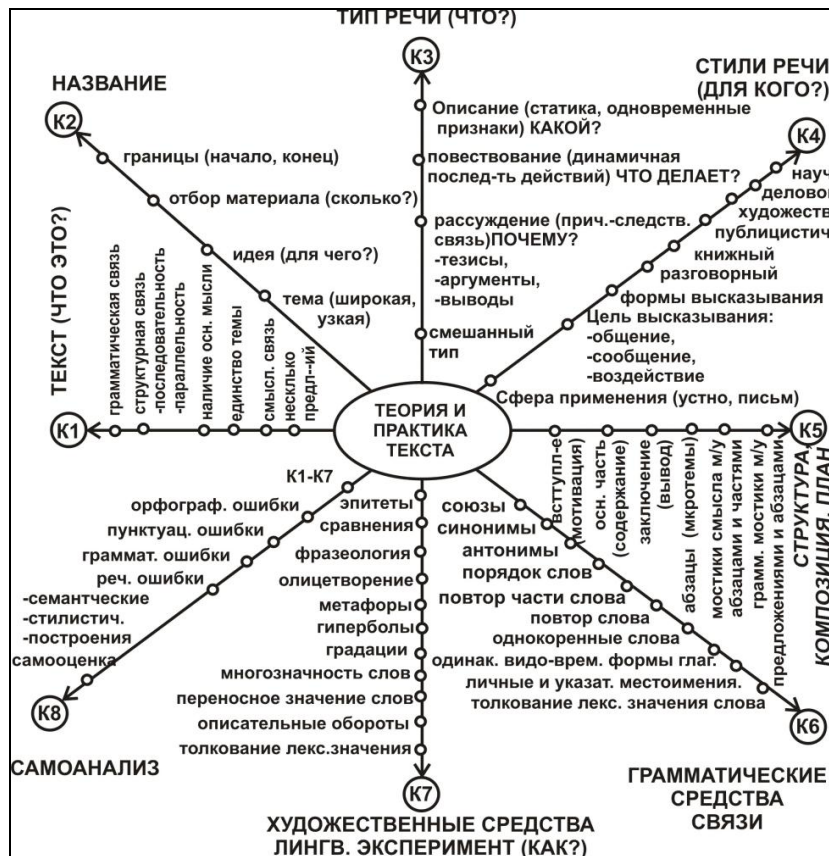 ТИП РЕЧИ (ЧТО?)
К3
Описание (статика, одновременные
признаки) КАКОЙ?
повествование (динамичная
послед-ть действий) ЧТО ДЕЛАЕТ?
рассуждение (прич.-следств.
связь)ПОЧЕМУ?
-тезисы,
-аргументы,
-выводы
смешанный
тип
НАЗВАНИЕ
К2
границы (начало, конец)
отбор материала (сколько?)
идея (для чего?)
тема (широкая,
узкая)
СТИЛИ РЕЧИ
(ДЛЯ КОГО?)
К4
науч
деловой
художеств
публицистич
книжный
разговорный
формы высказывания
Цель высказывания:
-общение,
-сообщение,
-воздействие
Сфера применения (устно, письм)
ТЕКСТ (ЧТО ЭТО?)
К1
грамматическая связь
структурная связь
-последовательность
-параллельность
наличие осн. мысли
единство темы
смысл. связь
несколько
предл--ий
ТЕОРИЯ И
ПРАКТИКА
ТЕКСТА
К5
СТРУКТУРА,
КОМПОЗИЦИЯ, ПЛАН
всттупл-е
(мотивация)
осн. часть
(содержание)
заключение
(вывод)
абзацы (мкротемы)
мостики смысла м/у
абзацами и частями
грамм. мостики м/у
предложениями и абзацами
К1-К7
орфограф. ошибки
пунктуац. ошибки
граммат. ошибки
реч. ошибки
-семантческие
-стилистич.
-построения
самооценка
К8
САМОАНАЛИЗ
эпитеты
сравнения
фразеология
олицетворение
метафоры
гиперболы
градации
многозначность слов
переносное значение слов
описательные обороты
толкование лекс.значения
К7
ХУДОЖЕСТВЕННЫЕ СРЕДСТВА
ЛИНГВ. ЭКСПЕРИМЕНТ (КАК?)
союзы
синонимы
антонимы
порядок слов
повтор части слова
повтор слова
однокоренные слова
одинак. видо-врем. формы глаг.
личные и указат. местоимения.
толкование лекс. значения слова
К6
ГРАММАТИЧЕСКИЕ
СРЕДСТВА
СВЯЗИ